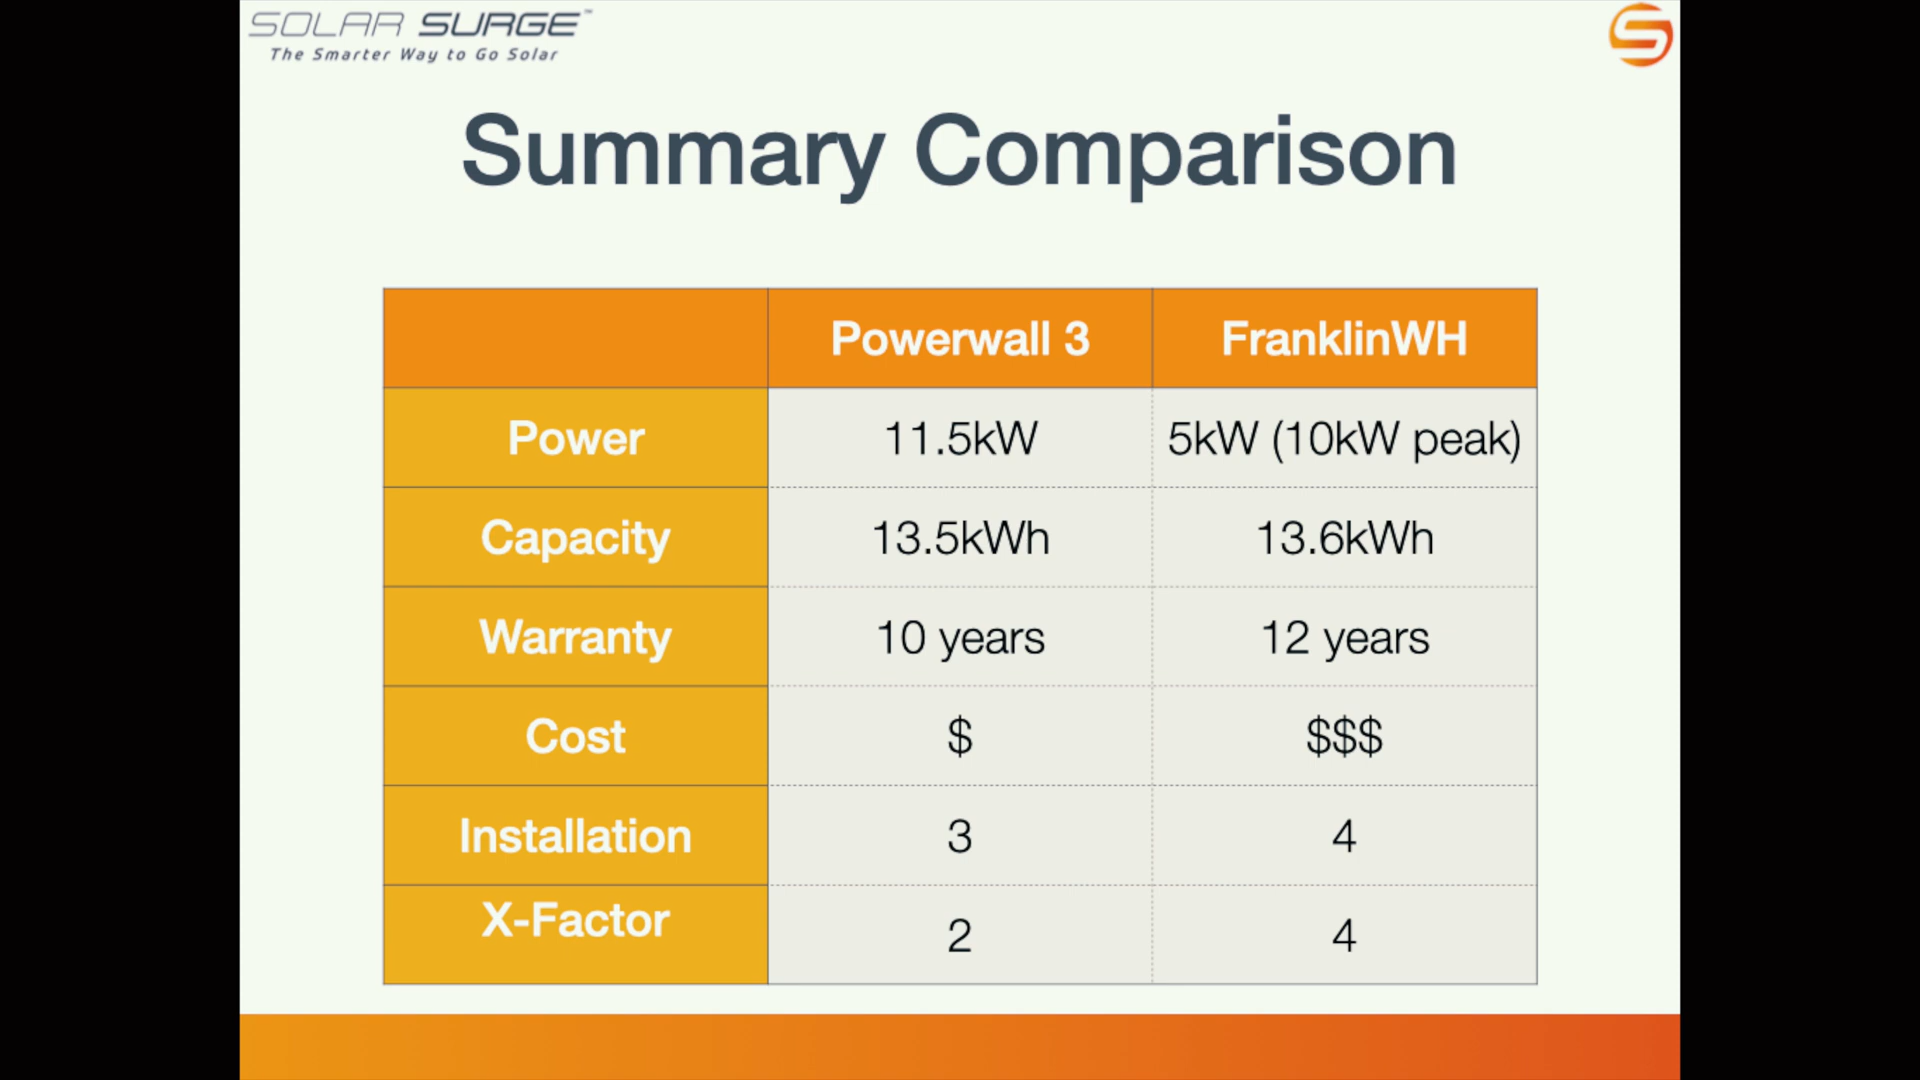 SOLAR SURGE™
The Smarter Way to Go Solar
S
Summary Comparison
Powerwall 3 FranklinWH
Power 11.5kW 5kW (10kW peak)
Capacity 13.5kWh 13.6kWh
Warranty 10 years 12 years
Cost $ $$$
Installation 3 4
X-Factor 2 4